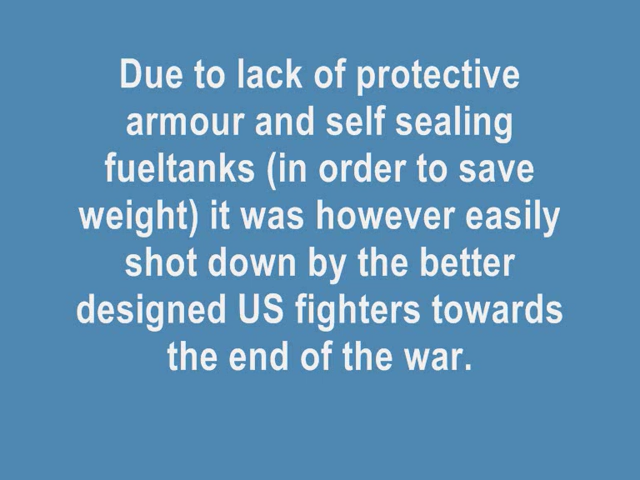 Due to lack of protective
armour and self sealing
fueltanks (in order to save
weight) it was however easily
shot down by the better
designed US fighters towards
the end of the war.